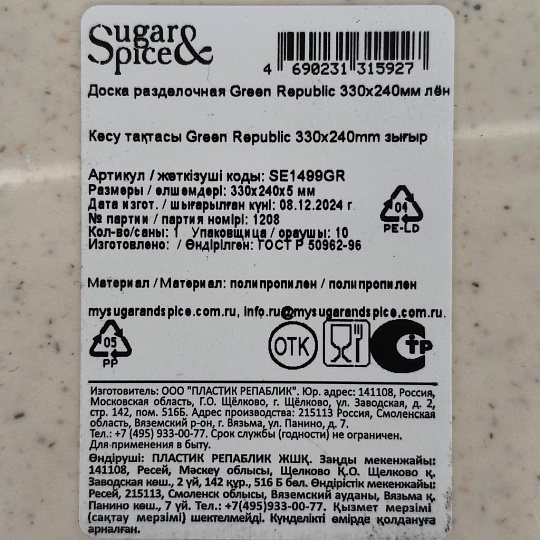 Sugar&
Spice
4 690231 315927
Доска разделочная Green Republic 330х240мм лён
Кесу тақтасы Green Republic 330x240mm зығыр
Артикул / жеткізуші коды: SE1499GR
Размеры / өлшемдері: 330х240х5 мм
Дата изгот. / шығарылған күні: 08.12.2024 г.
№ партии / партия номірі: 1208
Кол-во/саны: 1 Упаковщица / ораушы: 10
Изготовлено: / Өндірілген: ГОСТ Р 50962-96
04
PE-LD
Материал / Материал: полипропилен / полипропилен
mysugarandspice.com.ru, info.ru@mysugarandspice.com.ru.
05
PP
ОТК
СТР
Изготовитель: ООО "ПЛАСТИК РЕПАБЛИК". Юр. адрес: 141108, Россия,
Московская область, Г.О. Щёлково, г. Щёлково, ул. Заводская, д. 2,
стр. 142, пом. 516Б. Адрес производства: 215113 Россия, Смоленская
область, Вяземский р-он, г. Вязьма, ул. Панино, д. 7.
Тел.: +7 (495) 933-00-77. Срок службы (годности) не ограничен.
Для применения в быту.
Өндіруші: ПЛАСТИК РЕПАБЛИК ЖШҚ. Заңды мекенжайы:
141108, Ресей, Мәскеу облысы, Щелково Қ.О. Щелково қ.
Заводская көш., 2 үй, 142 құр., 516 Б бөл. Өндірістік мекенжайы:
Ресей, 215113, Смоленск облысы, Вяземский ауданы, Вязьма қ.
Панино көш., 7 үй. Тел.: +7(495)933-00-77. Қызмет мерзімі
(сақтау мерзімі) шектелмейді. Күнделікті өмірде қолдануға
арналған.